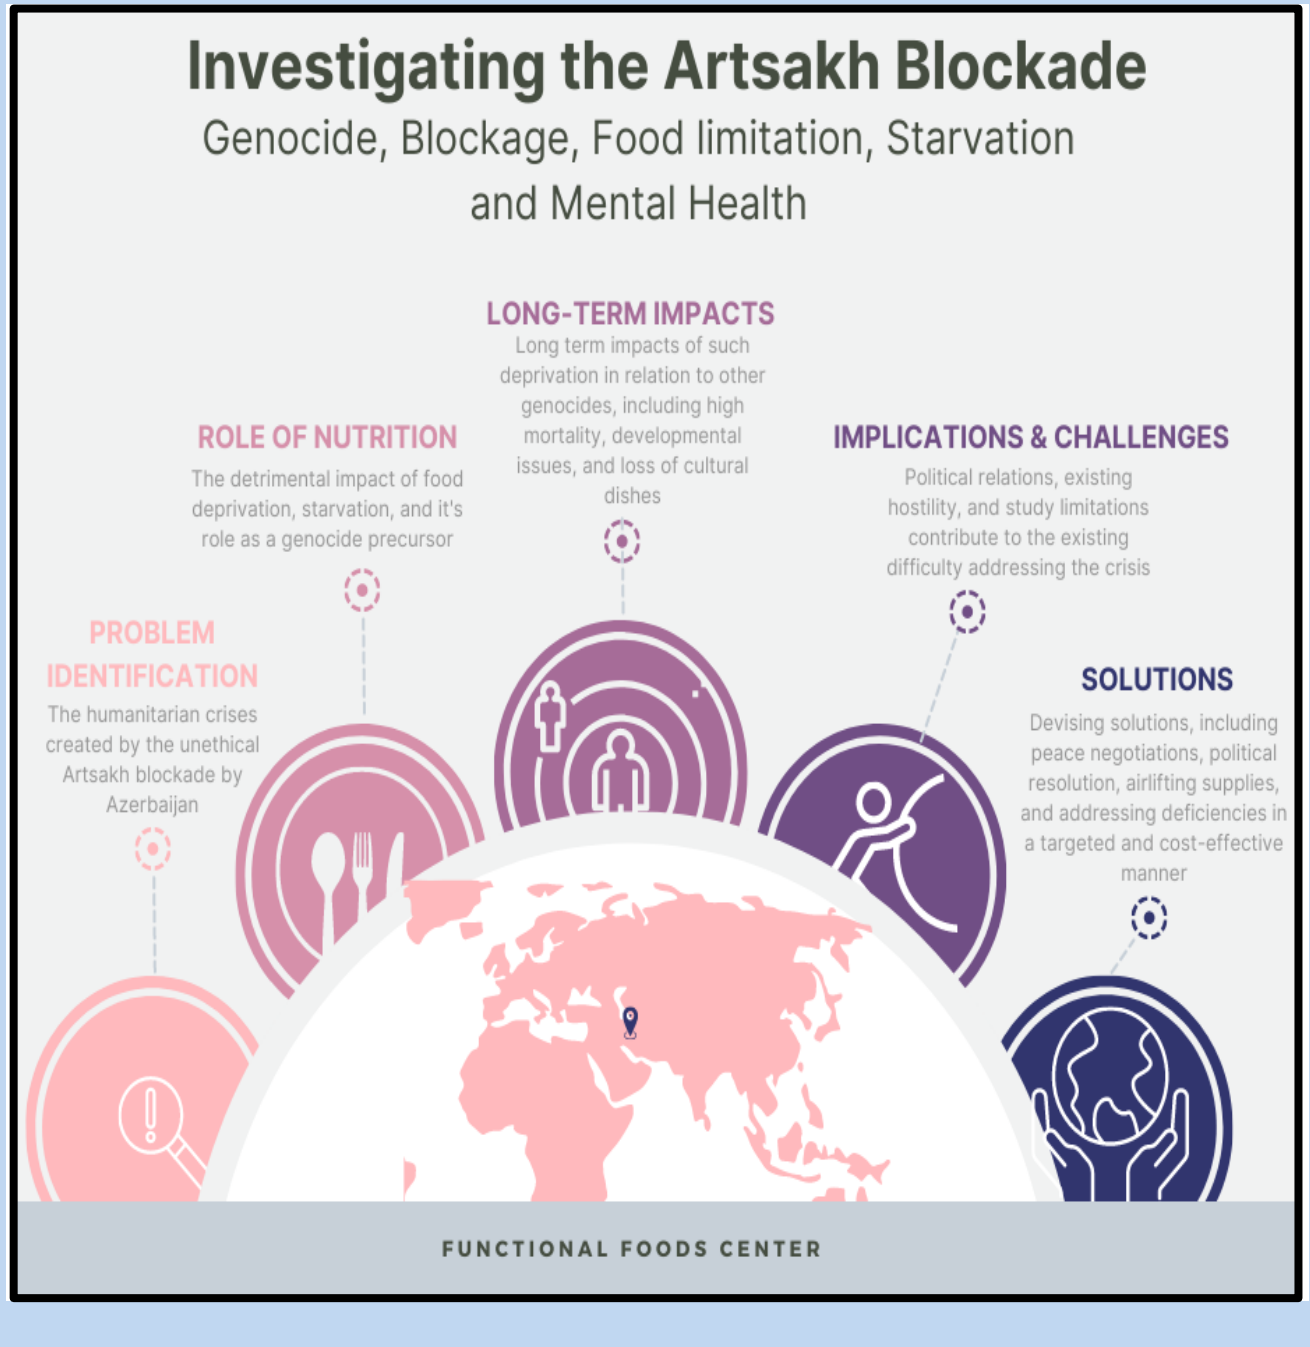 Investigating the Artsakh Blockade
Genocide, Blockage, Food limitation, Starvation
and Mental Health
LONG-TERM IMPACTS
Long term impacts of such
deprivation in relation to other
genocides, including high
mortality, developmental
issues, and loss of cultural
dishes
ROLE OF NUTRITION
The detrimental impact of food
deprivation, starvation, and it's
role as a genocide precursor
IMPLICATIONS & CHALLENGES
Political relations, existing
hostility, and study limitations
contribute to the existing
difficulty addressing the crisis
PROBLEM
IDENTIFICATION
The humanitarian crises
created by the unethical
Artsakh blockade by
Azerbaijan
SOLUTIONS
Devising solutions, including
peace negotiations, political
resolution, airlifting supplies,
and addressing deficiencies in
a targeted and cost-effective
manner
FUNCTIONAL FOODS CENTER